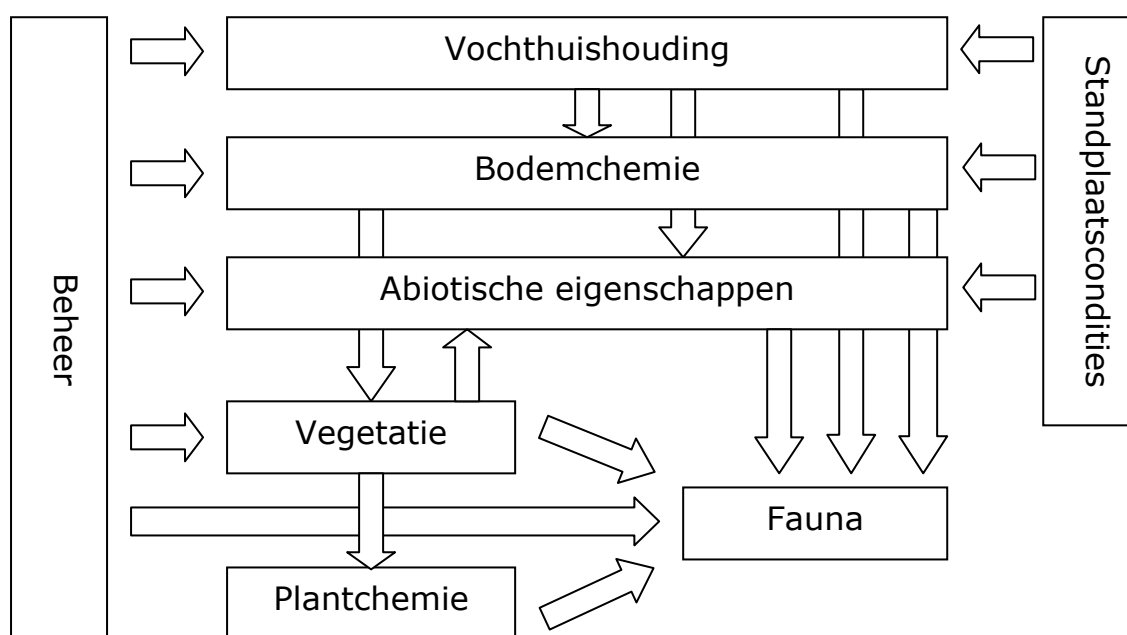 Vochthuishouding
Bodemchemie
Abiotische eigenschappen
Vegetatie
Fauna
Plantchemie
Beheer
Standplaatscondities